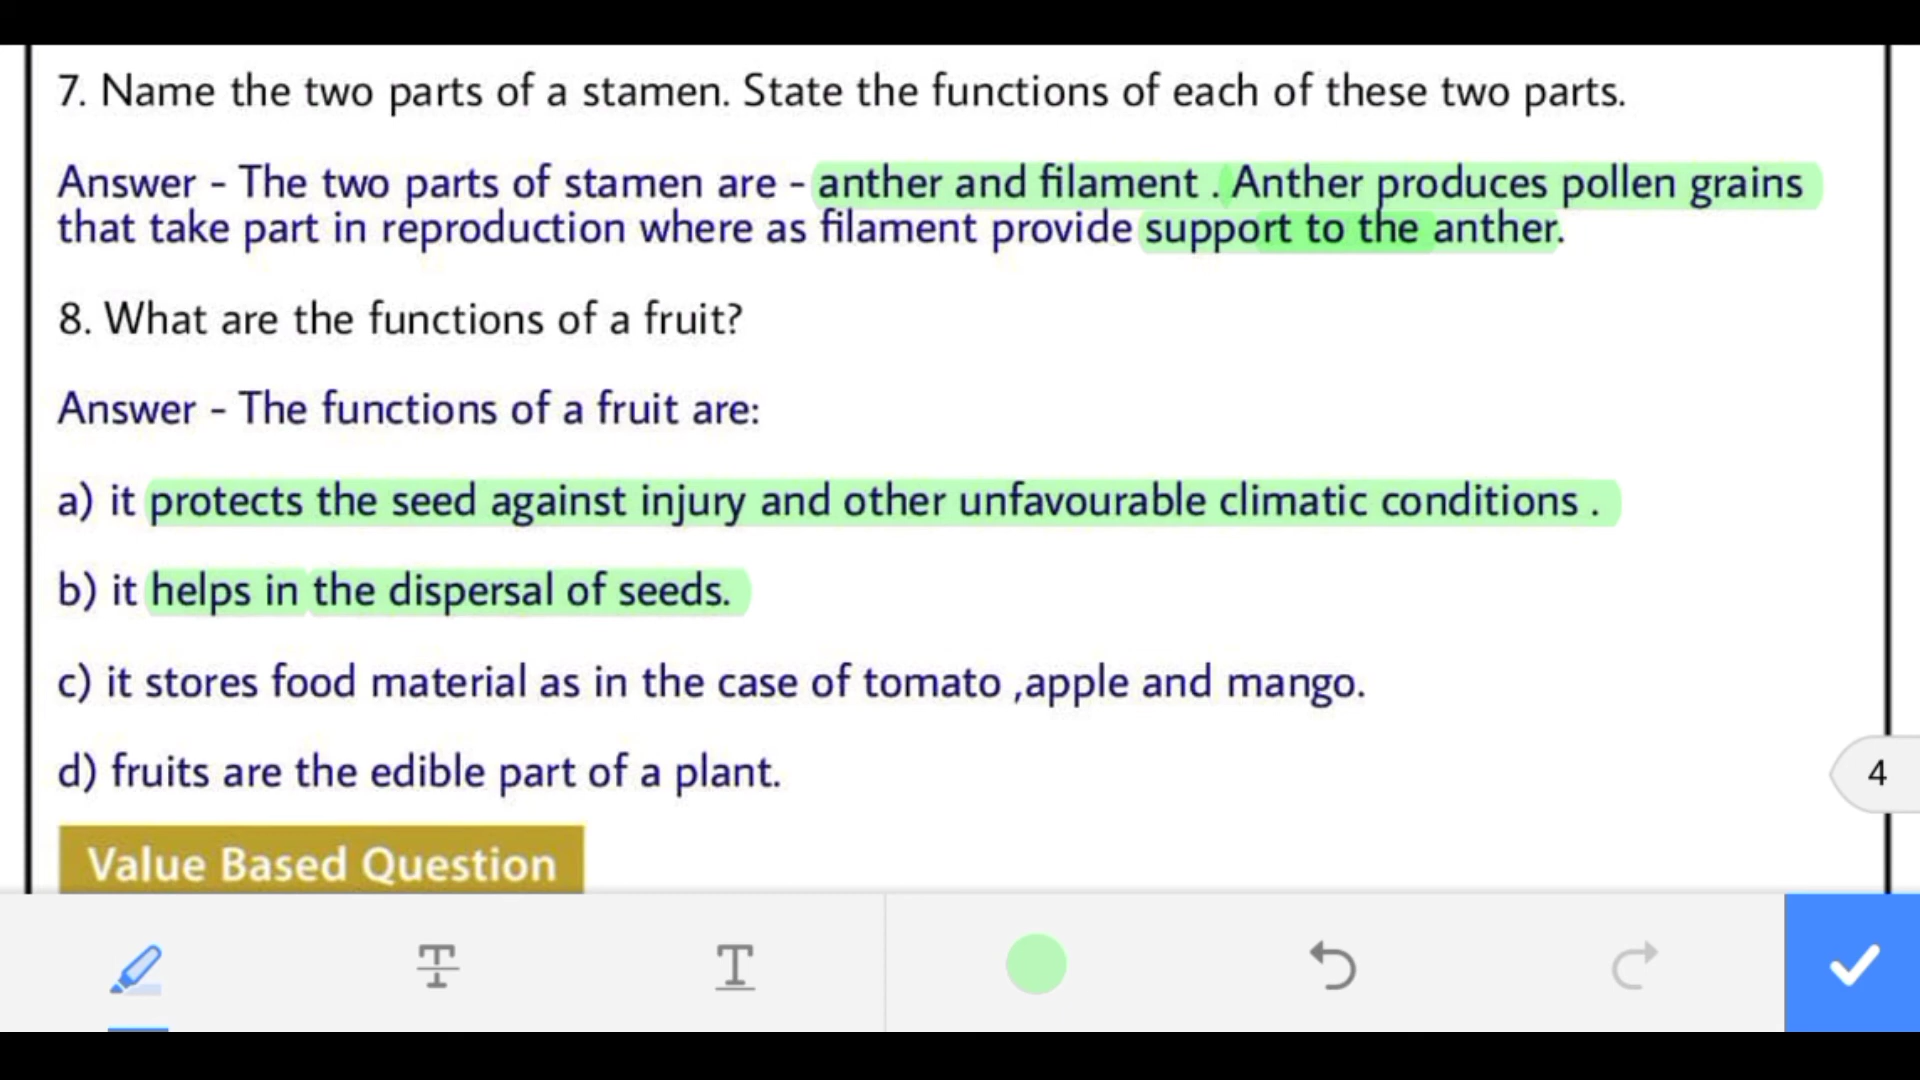 7. Name the two parts of a stamen. State the functions of each of these two parts.
Answer - The two parts of stamen are - anther and filament . Anther produces pollen grains
that take part in reproduction where as filament provide support to the anther.
8. What are the functions of a fruit?
Answer - The functions of a fruit are:
a) it protects the seed against injury and other unfavourable climatic conditions .
b) it helps in the dispersal of seeds.
c) it stores food material as in the case of tomato ,apple and mango.
d) fruits are the edible part of a plant.
4
Value Based Question